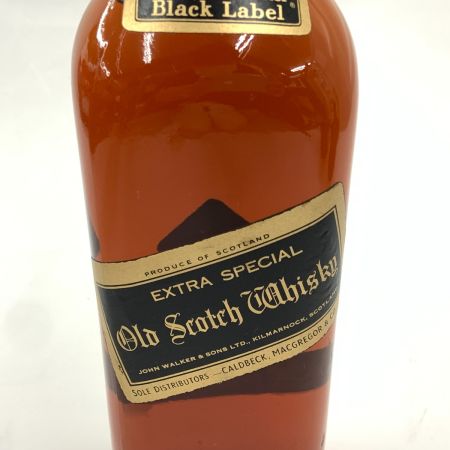 Black Label
PRODUCE OF SCOTLAND
EXTRA SPECIAL
Old Scotch Whisky
JOHN WALKER & SONS LTD., KILMARNOCK, SCOTLAND
SOLE DISTRIBUTORS — CALDBECK, MACGREGOR &